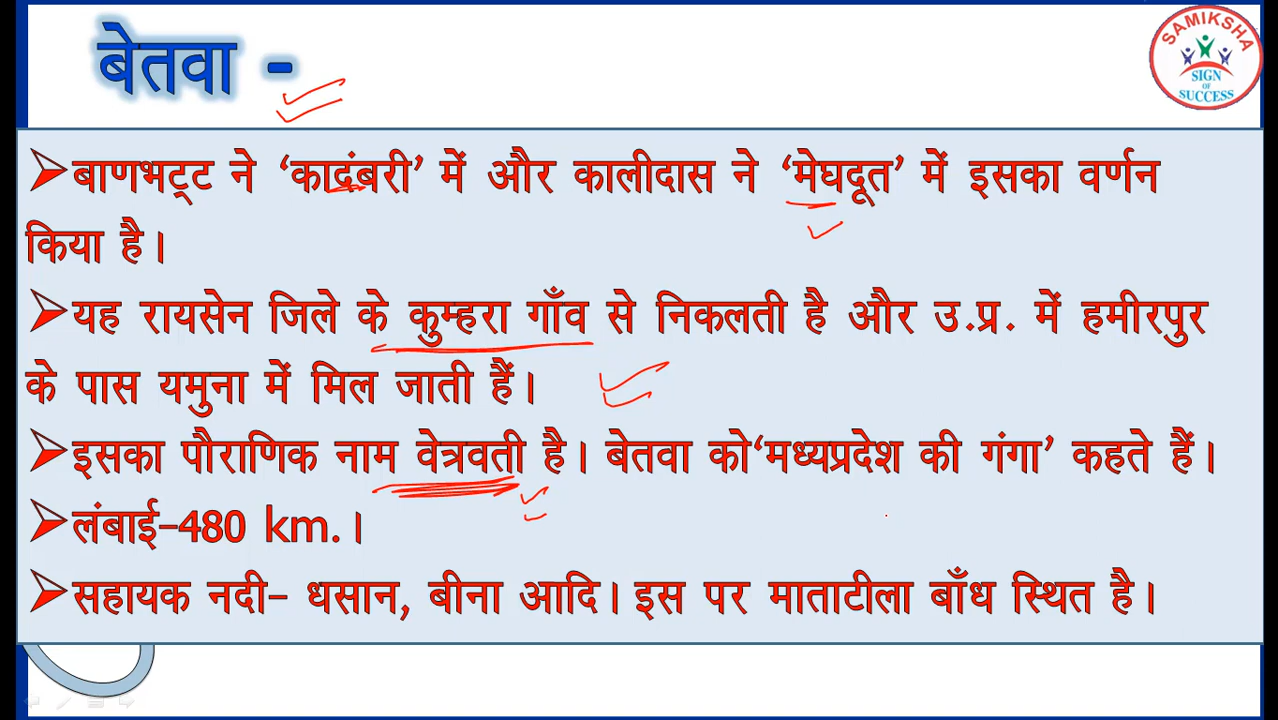 बेतवा -
SAMIKSHA
SIGN
OF
SUCCESS
बाणभट्ट ने ‘कादंबरी’ में और कालीदास ने ‘मेघदूत’ में इसका वर्णन
किया है।
यह रायसेन जिले के कुम्हरा गाँव से निकलती है और उ.प्र. में हमीरपुर
के पास यमुना में मिल जाती हैं।
इसका पौराणिक नाम वेत्रवती है। बेतवा को‘मध्यप्रदेश की गंगा’ कहते हैं।
लंबाई-480 km.।
सहायक नदी- धसान, बीना आदि। इस पर माताटीला बाँध स्थित है।